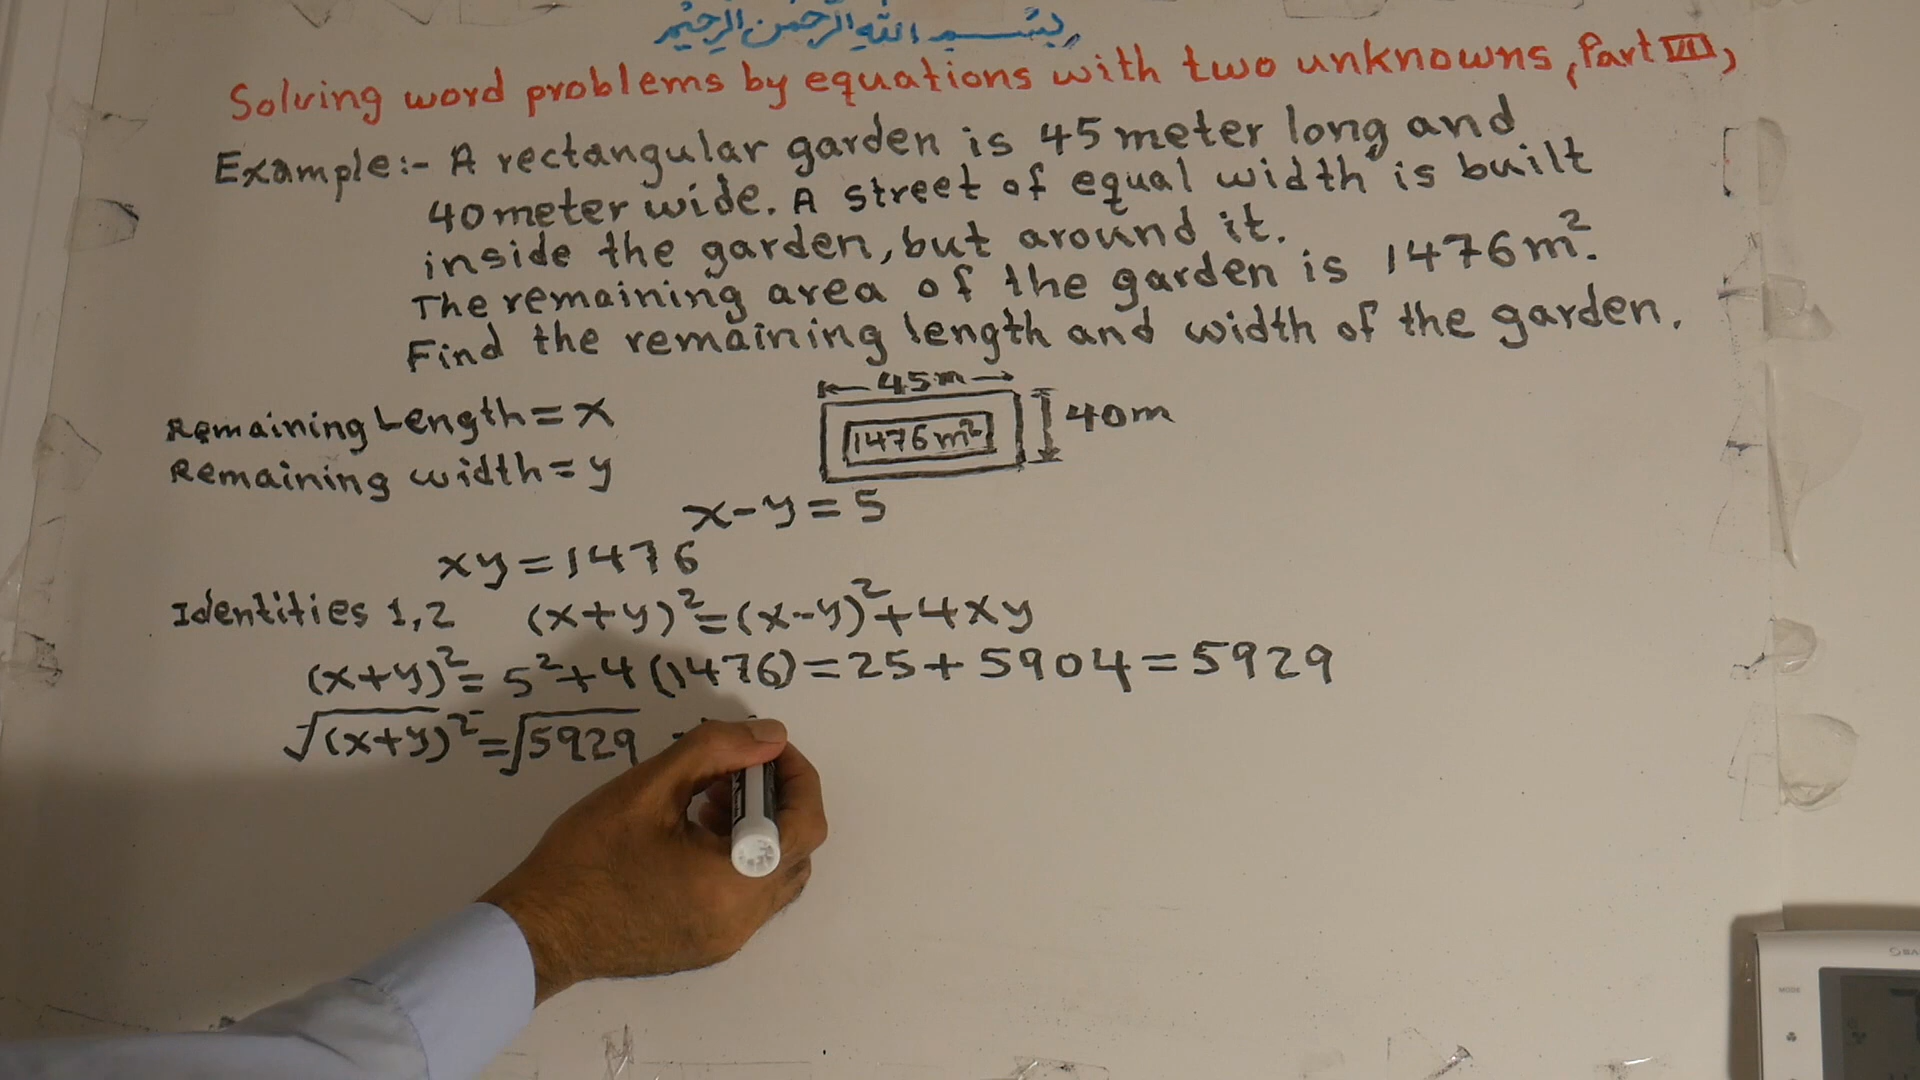 بسم الله الرحمن الرحیم
Solving word problems by equations with two unknowns, Part VII,
Example:- A rectangular garden is 45 meter long and
40 meter wide. A street of equal width is built
inside the garden, but around it.
The remaining area of the garden is 1476 m².
Find the remaining length and width of the garden.
45m
Remaining Length = x
1476 m²
40m
Remaining width = y
x-y=5
xy=1476
Identities 1,2 (x+y)²=(x-y)²+4xy
(x+y)²= 5²+4(1476)=25+5904=5929
√(x+y)²=√5929
MODE